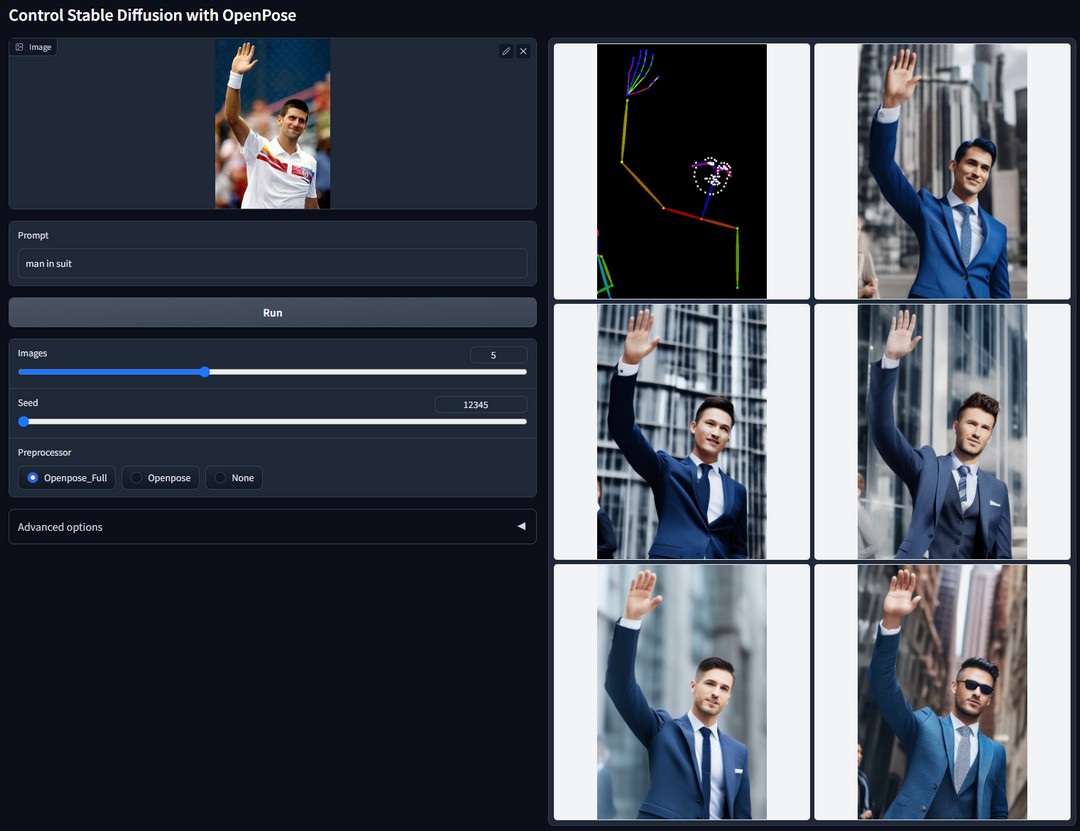 Control Stable Diffusion with OpenPose
Image
Prompt
man in suit
Run
Images
5
Seed
12345
Preprocessor
Openpose_Full
Openpose
None
Advanced options